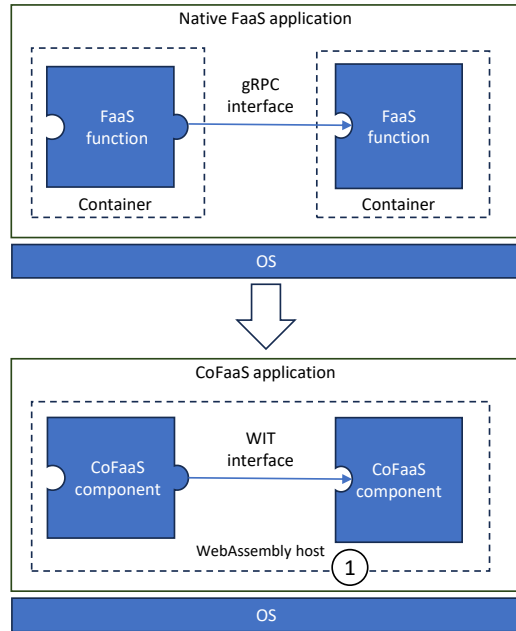 Native FaaS application
gRPC
interface
FaaS
function
FaaS
function
Container
Container
OS
CoFaaS application
WIT
interface
CoFaaS
component
CoFaaS
component
WebAssembly host
1
OS